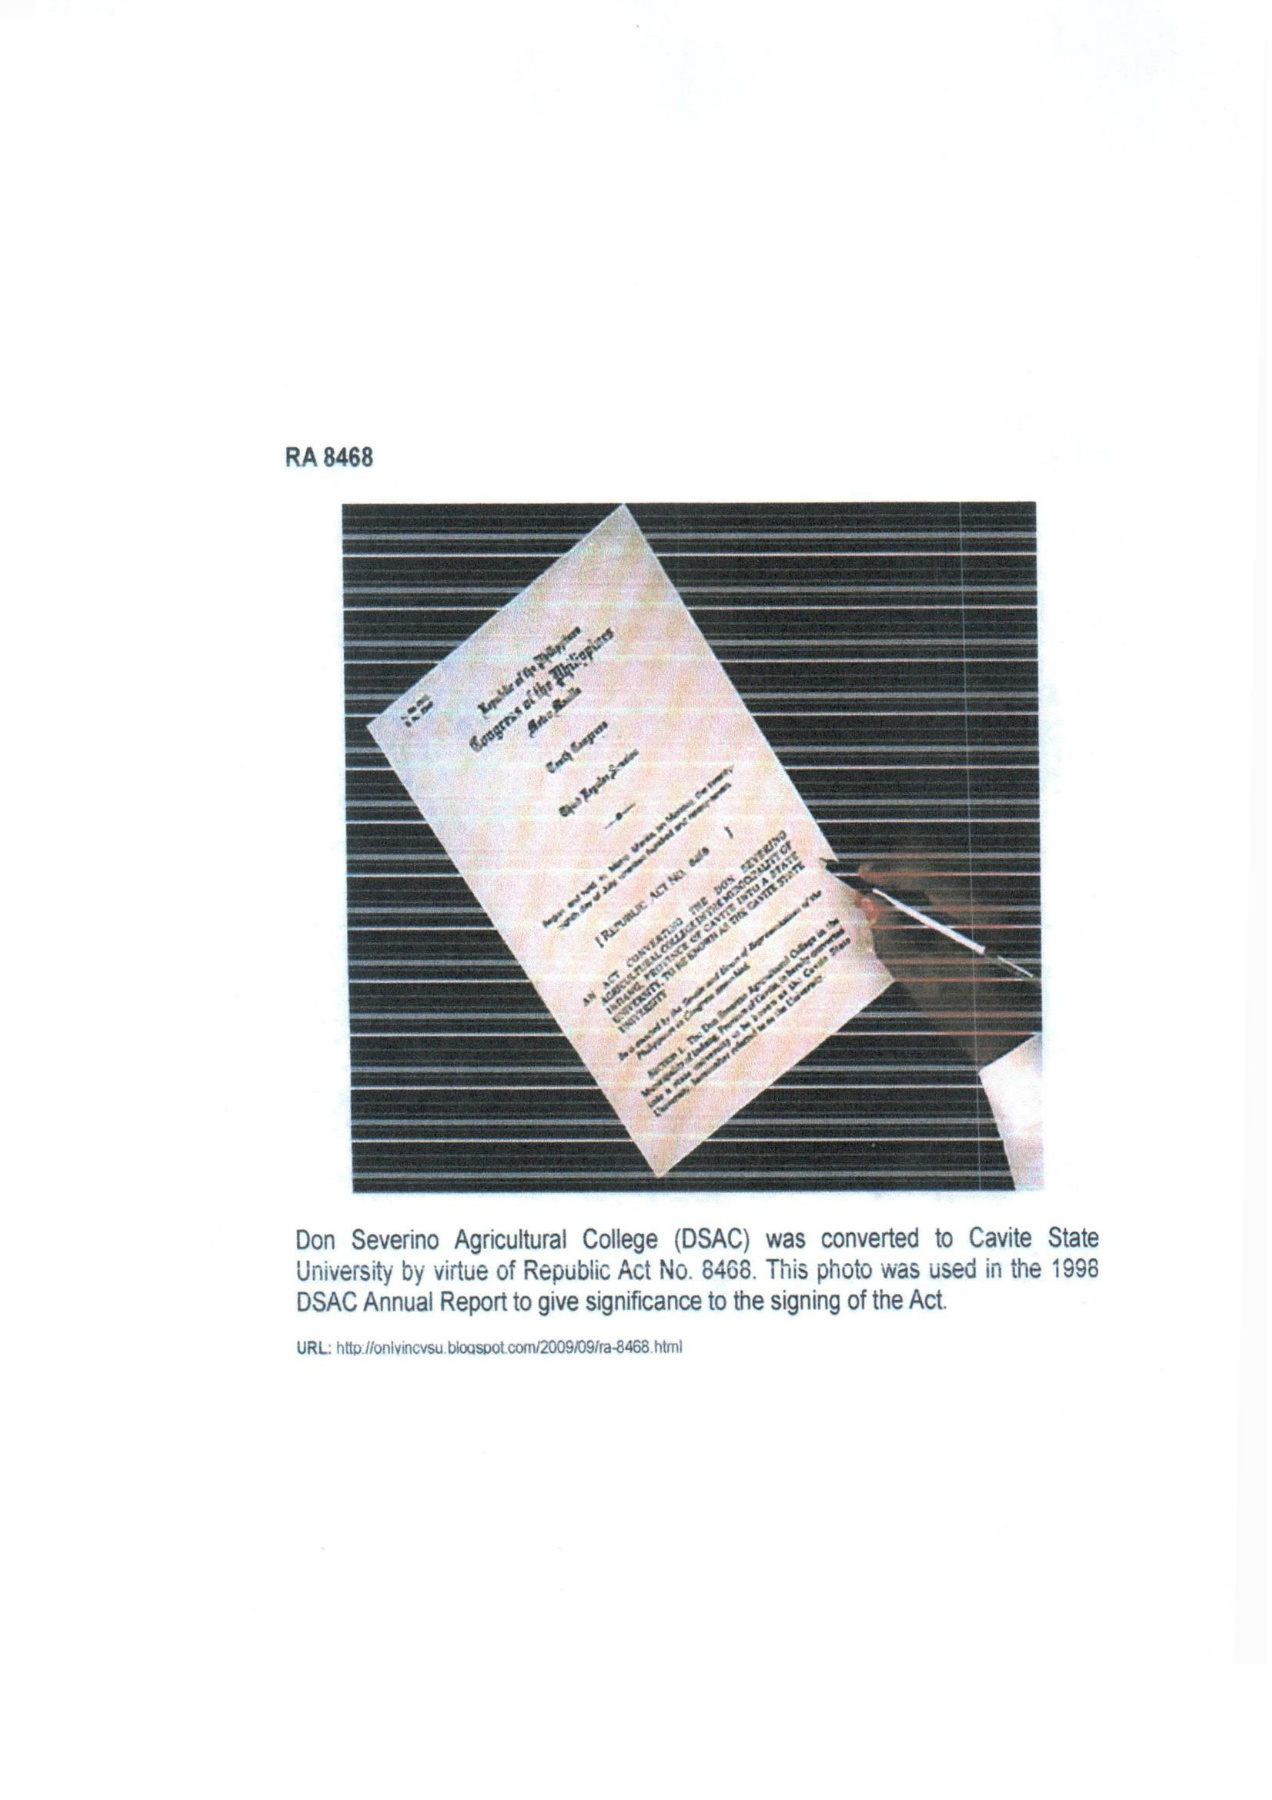 RA 8468
Republic of the Philippines
Congress of the Philippines
Metro Manila
Tenth Congress
Third Regular Session
Begun and held in Metro Manila, on Monday, the twenty-
eighth day of July, nineteen hundred and ninety-seven.
[REPUBLIC ACT NO. 8468 ]
AN ACT CONVERTING THE DON SEVERINO
AGRICULTURAL COLLEGE IN THE MUNICIPALITY OF
INDANG, PROVINCE OF CAVITE INTO A STATE
UNIVERSITY, TO BE KNOWN AS THE CAVITE STATE
UNIVERSITY
Be it enacted by the Senate and House of Representatives of the
Philippines in Congress assembled:
SECTION 1. The Don Severino Agricultural College in the
Municipality of Indang, Province of Cavite, is hereby converted
into a state university to be known as the Cavite State
University, hereinafter referred to as the University.
Don Severino Agricultural College (DSAC) was converted to Cavite State
University by virtue of Republic Act No. 8468. This photo was used in the 1998
DSAC Annual Report to give significance to the signing of the Act.
URL: http://onlyincvsu.blogspot.com/2009/09/ra-8468.html